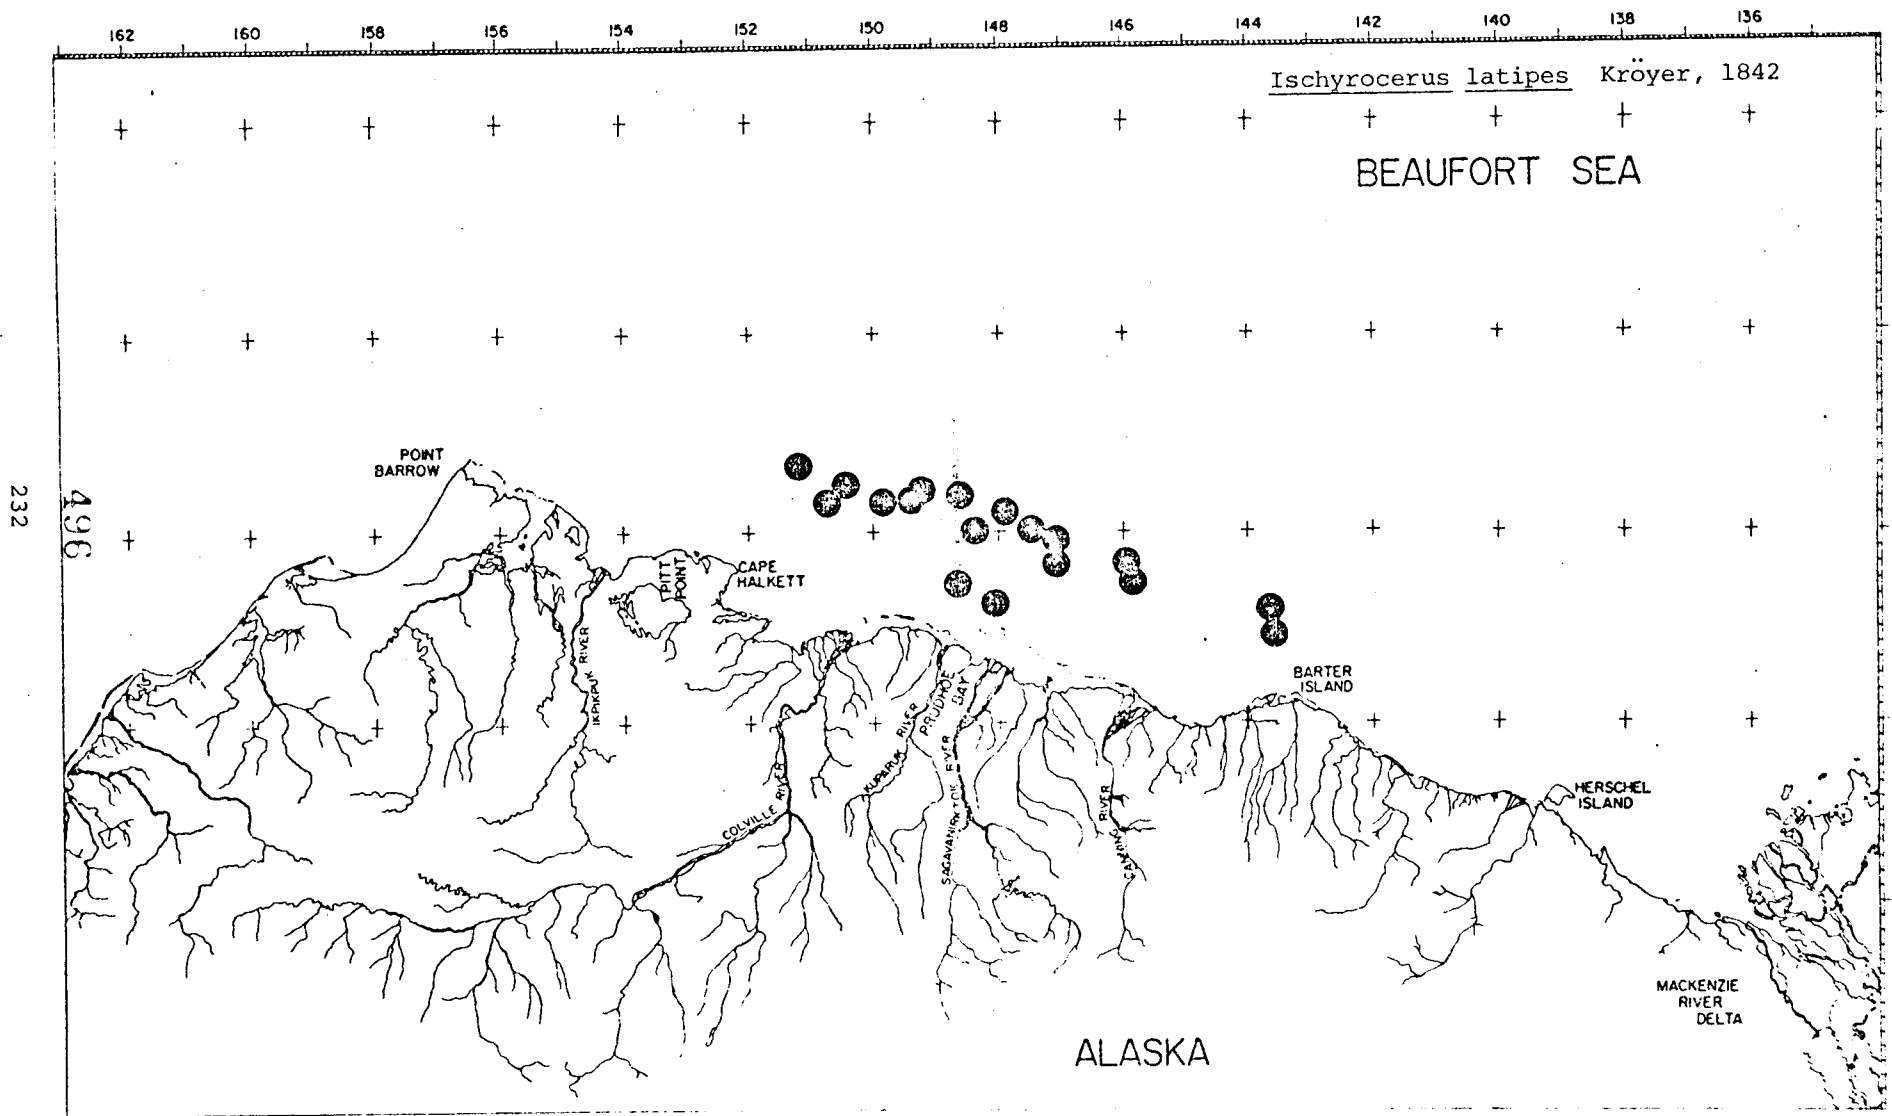 162 160 158 156 154 152 150 148 146 144 142 140 138 136
Ischyrocerus latipes Kröyer, 1842
BEAUFORT SEA
POINT
BARROW
232
496
PITT
POINT
CAPE
HALKETT
IKPIKPUK RIVER
COLVILLE RIVER
KUPARUK RIVER
PRUDHOE
BAY
SAGAVANIRKTOK RIVER
CANNING RIVER
BARTER
ISLAND
HERSCHEL
ISLAND
MACKENZIE
RIVER
DELTA
ALASKA